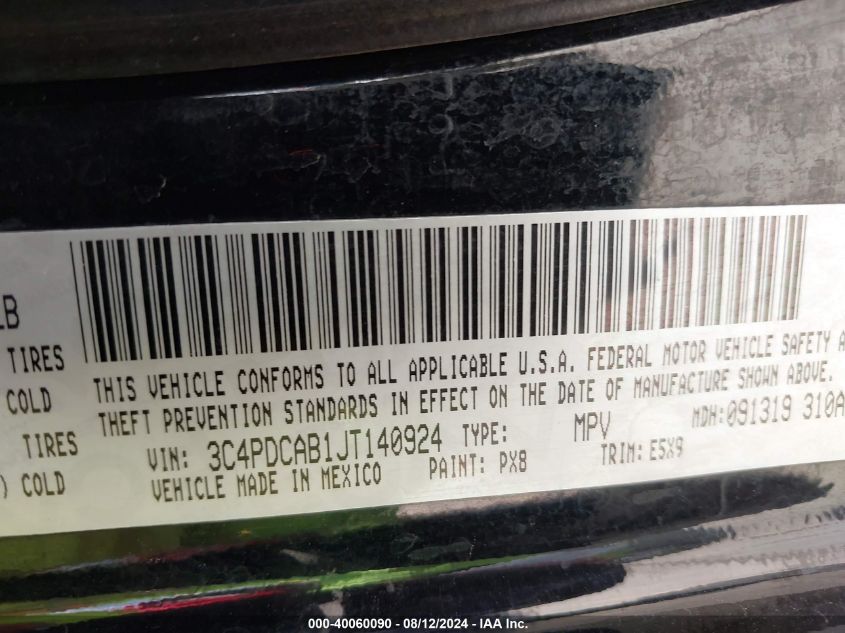 LB
TIRES
COLD
TIRES
) COLD
THIS VEHICLE CONFORMS TO ALL APPLICABLE U.S.A. FEDERAL MOTOR VEHICLE SAFETY A
THEFT PREVENTION STANDARDS IN EFFECT ON THE DATE OF MANUFACTURE SHOWN ABOVE.
VIN: 3C4PDCAB1JT140924 TYPE: MPV MDH:091319 310A
VEHICLE MADE IN MEXICO PAINT: PX8 TRIM: E5X9
000-40060090 - 08/12/2024 - IAA Inc.